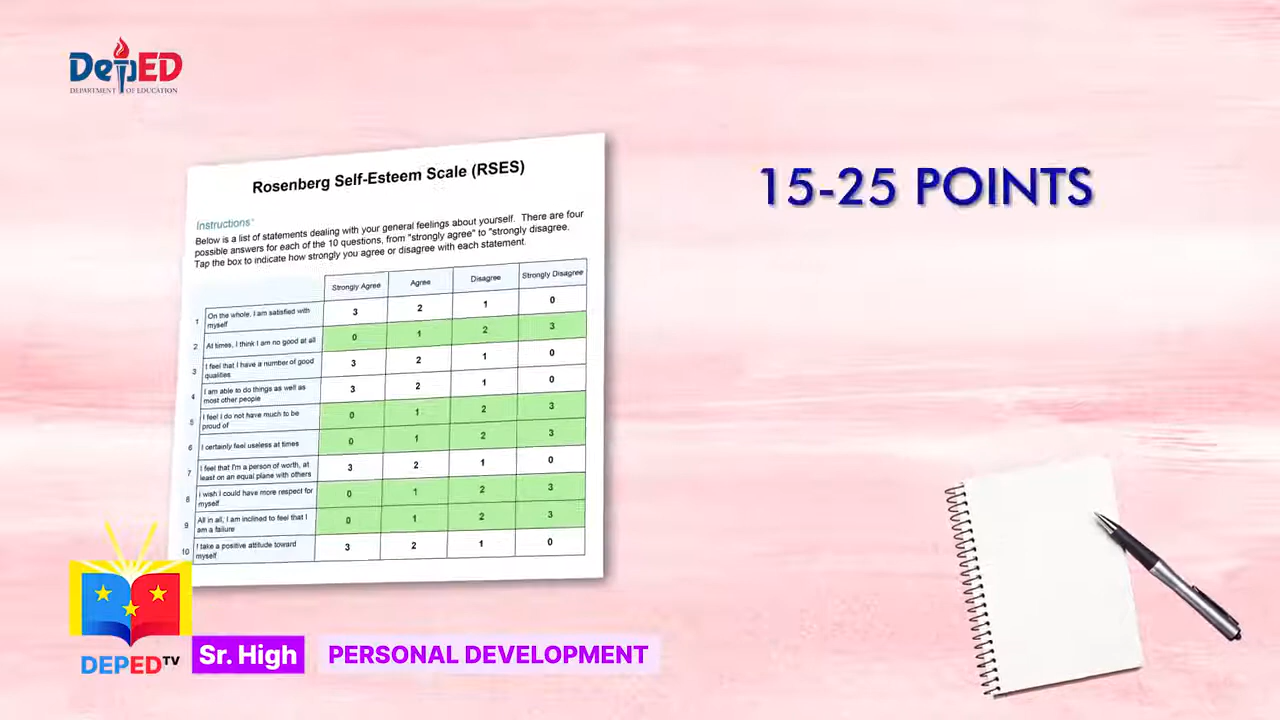 DepED
DEPARTMENT OF EDUCATION
Rosenberg Self-Esteem Scale (RSES)
15-25 POINTS
Instructions
Below is a list of statements dealing with your general feelings about yourself. There are four
possible answers for each of the 10 questions, from "strongly agree" to "strongly disagree.
Tap the box to indicate how strongly you agree or disagree with each statement.
Strongly Agree Agree Disagree Strongly Disagree
1 On the whole, I am satisfied with
myself 3 2 1 0
2 At times, I think I am no good at all 0 1 2 3
3 I feel that I have a number of good
qualities 3 2 1 0
4 I am able to do things as well as
most other people 3 2 1 0
5 I feel I do not have much to be
proud of 0 1 2 3
6 I certainly feel useless at times 0 1 2 3
7 I feel that I'm a person of worth, at
least on an equal plane with others 3 2 1 0
8 I wish I could have more respect for
myself 0 1 2 3
9 All in all, I am inclined to feel that I
am a failure 0 1 2 3
10 I take a positive attitude toward
myself 3 2 1 0
DEPED TV
Sr. High
PERSONAL DEVELOPMENT